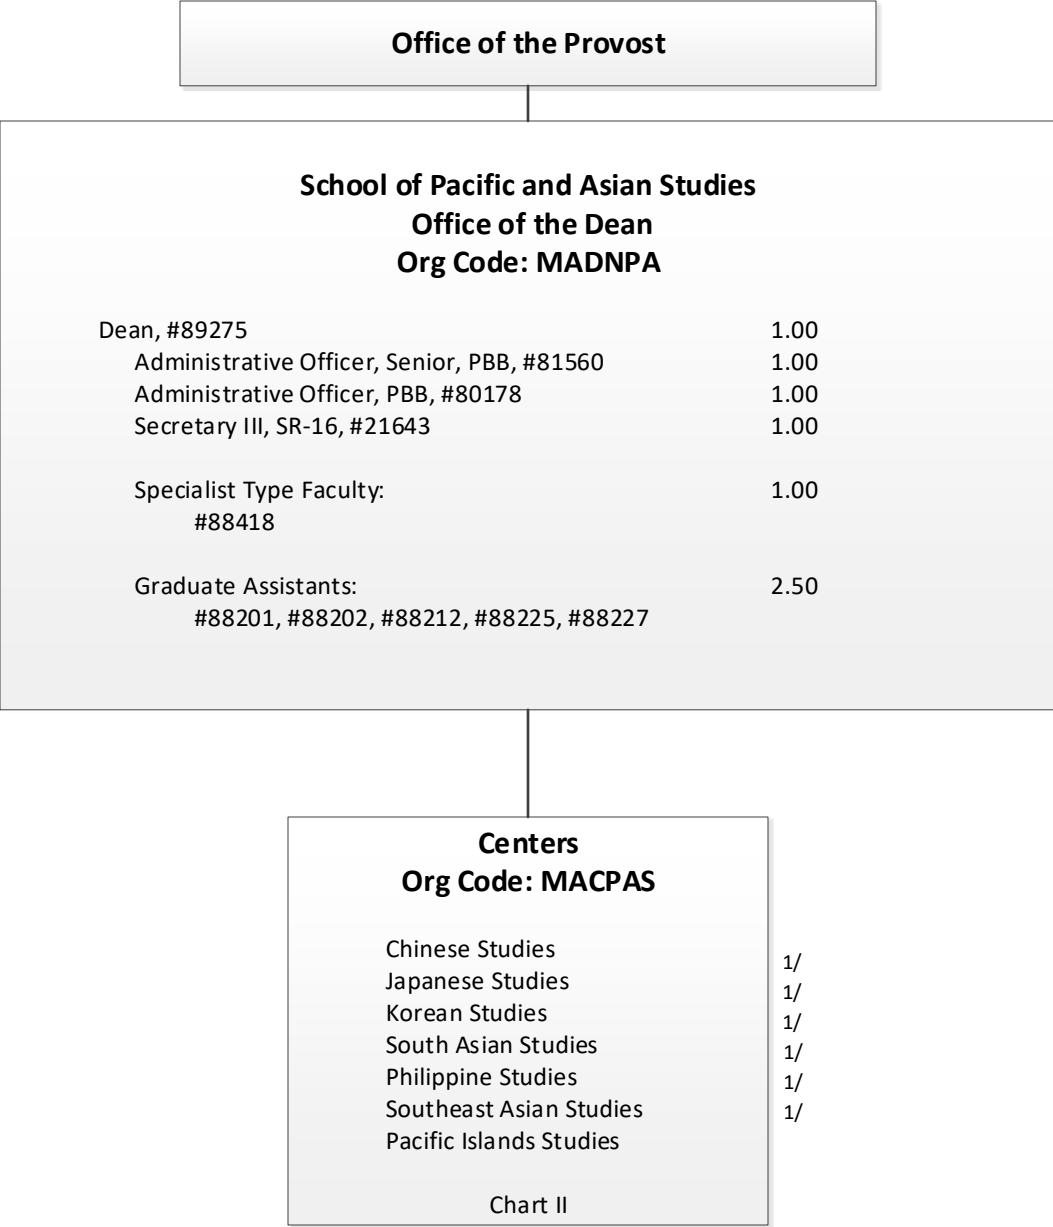 Office of the Provost
School of Pacific and Asian Studies
Office of the Dean
Org Code: MADNPA
Dean, #89275 1.00
Administrative Officer, Senior, PBB, #81560 1.00
Administrative Officer, PBB, #80178 1.00
Secretary III, SR-16, #21643 1.00
Specialist Type Faculty: 1.00
#88418
Graduate Assistants: 2.50
#88201, #88202, #88212, #88225, #88227
Centers
Org Code: MACPAS
Chinese Studies 1/
Japanese Studies 1/
Korean Studies 1/
South Asian Studies 1/
Philippine Studies 1/
Southeast Asian Studies 1/
Pacific Islands Studies
Chart II